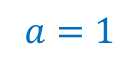 a = 1